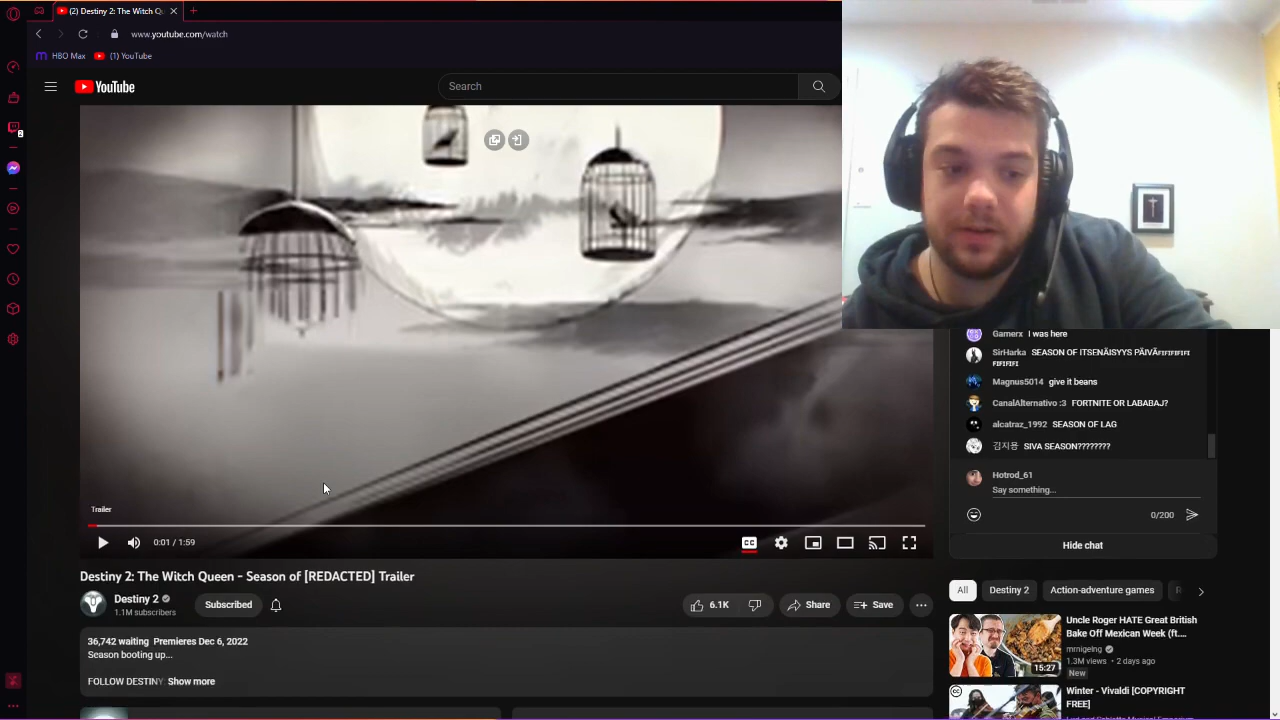 (2) Destiny 2: The Witch Qu
www.youtube.com/watch
HBO Max
(1) YouTube
YouTube
Search
2
Trailer
0:01 / 1:59
CC
Destiny 2: The Witch Queen - Season of [REDACTED] Trailer
Destiny 2
1.1M subscribers
Subscribed
6.1K
Share
Save
36,742 waiting Premieres Dec 6, 2022
Season booting up...
FOLLOW DESTINY: Show more
Gamerx I was here
SirHarka SEASON OF ITSENÄISYYS PÄIVÄFIFIFIFIFI
FIFIFIFI
Magnus5014 give it beans
CanalAlternativo :3 FORTNITE OR LABABAJ?
alcatraz_1992 SEASON OF LAG
김지용 SIVA SEASON????????
Hotrod_61
Say something...
0/200
Hide chat
All
Destiny 2
Action-adventure games
R
Uncle Roger HATE Great British
Bake Off Mexican Week (ft....
mrnigelng
1.3M views • 2 days ago
New
15:27
Winter - Vivaldi [COPYRIGHT
FREE]